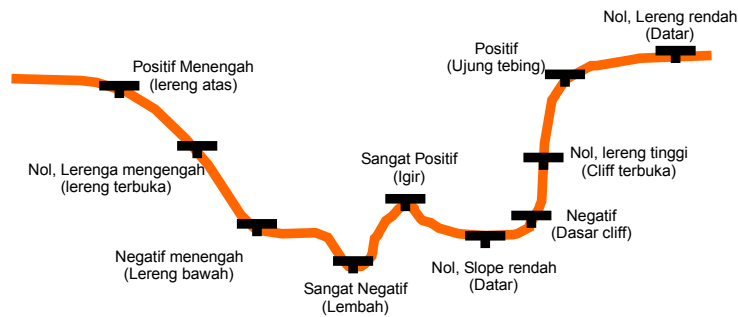 Nol, Lereng rendah
(Datar)
Positif
(Ujung tebing)
Positif Menengah
(lereng atas)
Sangat Positif
(Igir)
Nol, lereng tinggi
(Cliff terbuka)
Nol, Lerenga mengengah
(lereng terbuka)
Negatif
(Dasar cliff)
Negatif menengah
(Lereng bawah)
Nol, Slope rendah
(Datar)
Sangat Negatif
(Lembah)